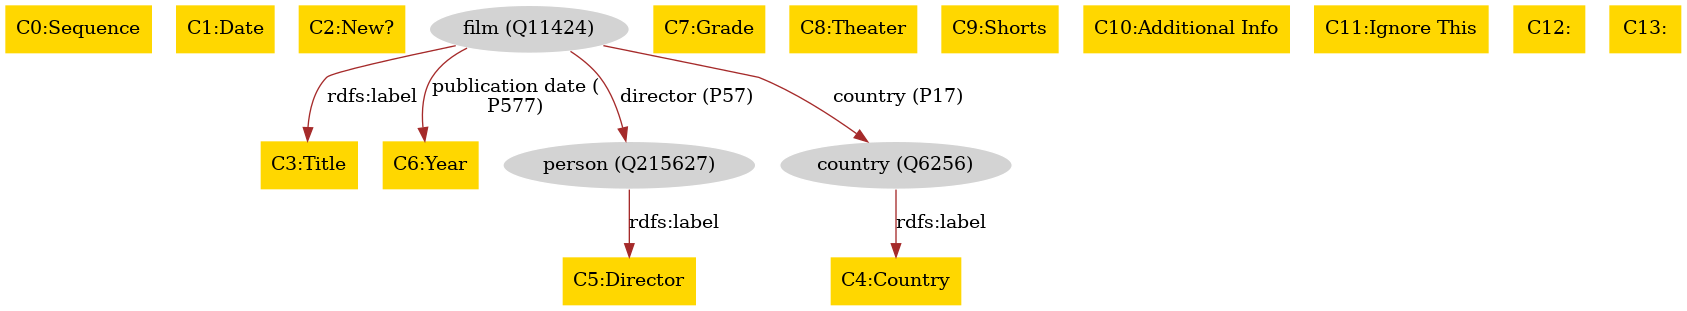 C0:Sequence
C1:Date
C2:New?
film (Q11424)
C7:Grade
C8:Theater
C9:Shorts
C10:Additional Info
C11:Ignore This
C12:
C13:
rdfs:label
publication date (
P577)
director (P57)
country (P17)
C3:Title
C6:Year
person (Q215627)
country (Q6256)
rdfs:label
rdfs:label
C5:Director
C4:Country